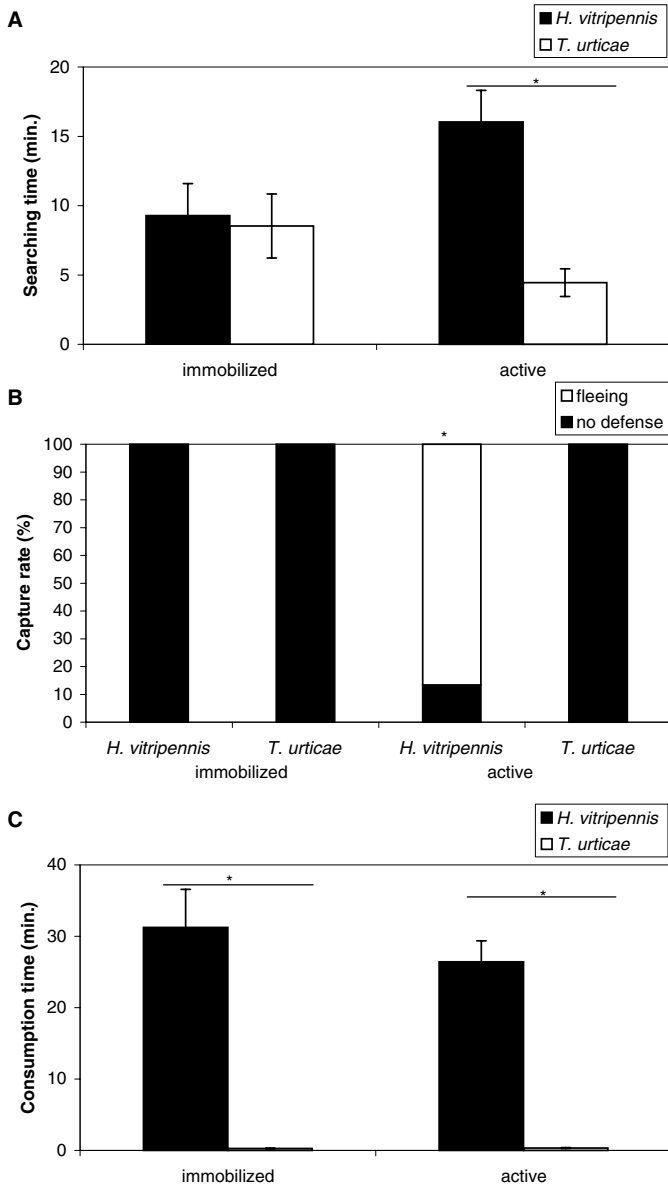 A
H. vitripennis
T. urticae
Searching time (min.)
20
15
10
5
0
*
immobilized
active
B
fleeing
no defense
Capture rate (%)
100
90
80
70
60
50
40
30
20
10
0
*
H. vitripennis
T. urticae
H. vitripennis
T. urticae
immobilized
active
C
H. vitripennis
T. urticae
Consumption time (min.)
40
30
20
10
0
*
*
immobilized
active